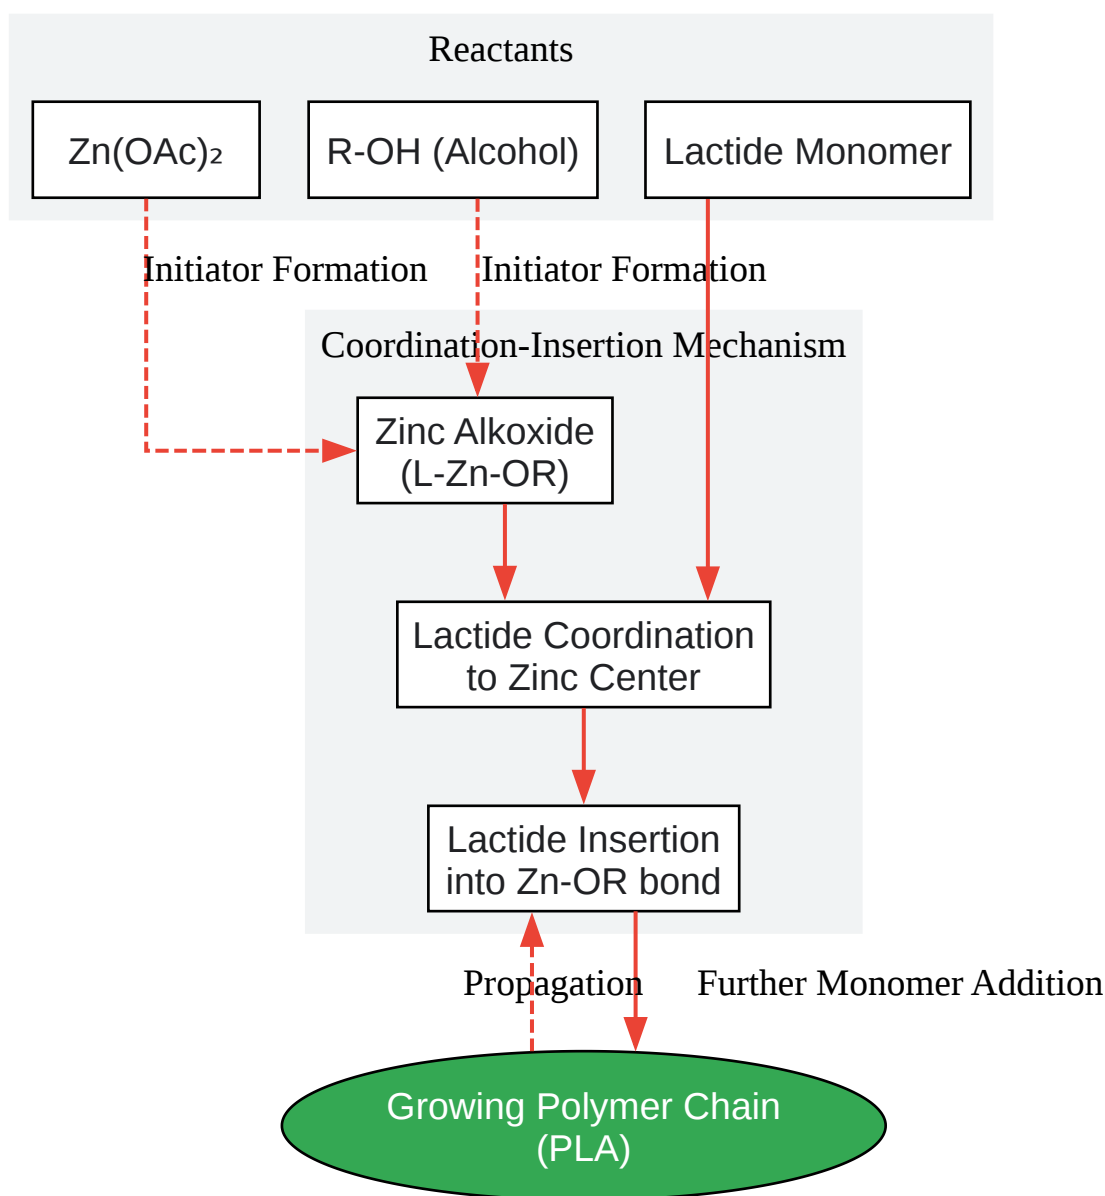 Reactants
Zn(OAc)₂
R-OH (Alcohol)
Lactide Monomer
Initiator Formation
Initiator Formation
Coordination-Insertion Mechanism
Zinc Alkoxide
(L-Zn-OR)
Lactide Coordination
to Zinc Center
Lactide Insertion
into Zn-OR bond
Propagation
Further Monomer Addition
Growing Polymer Chain
(PLA)